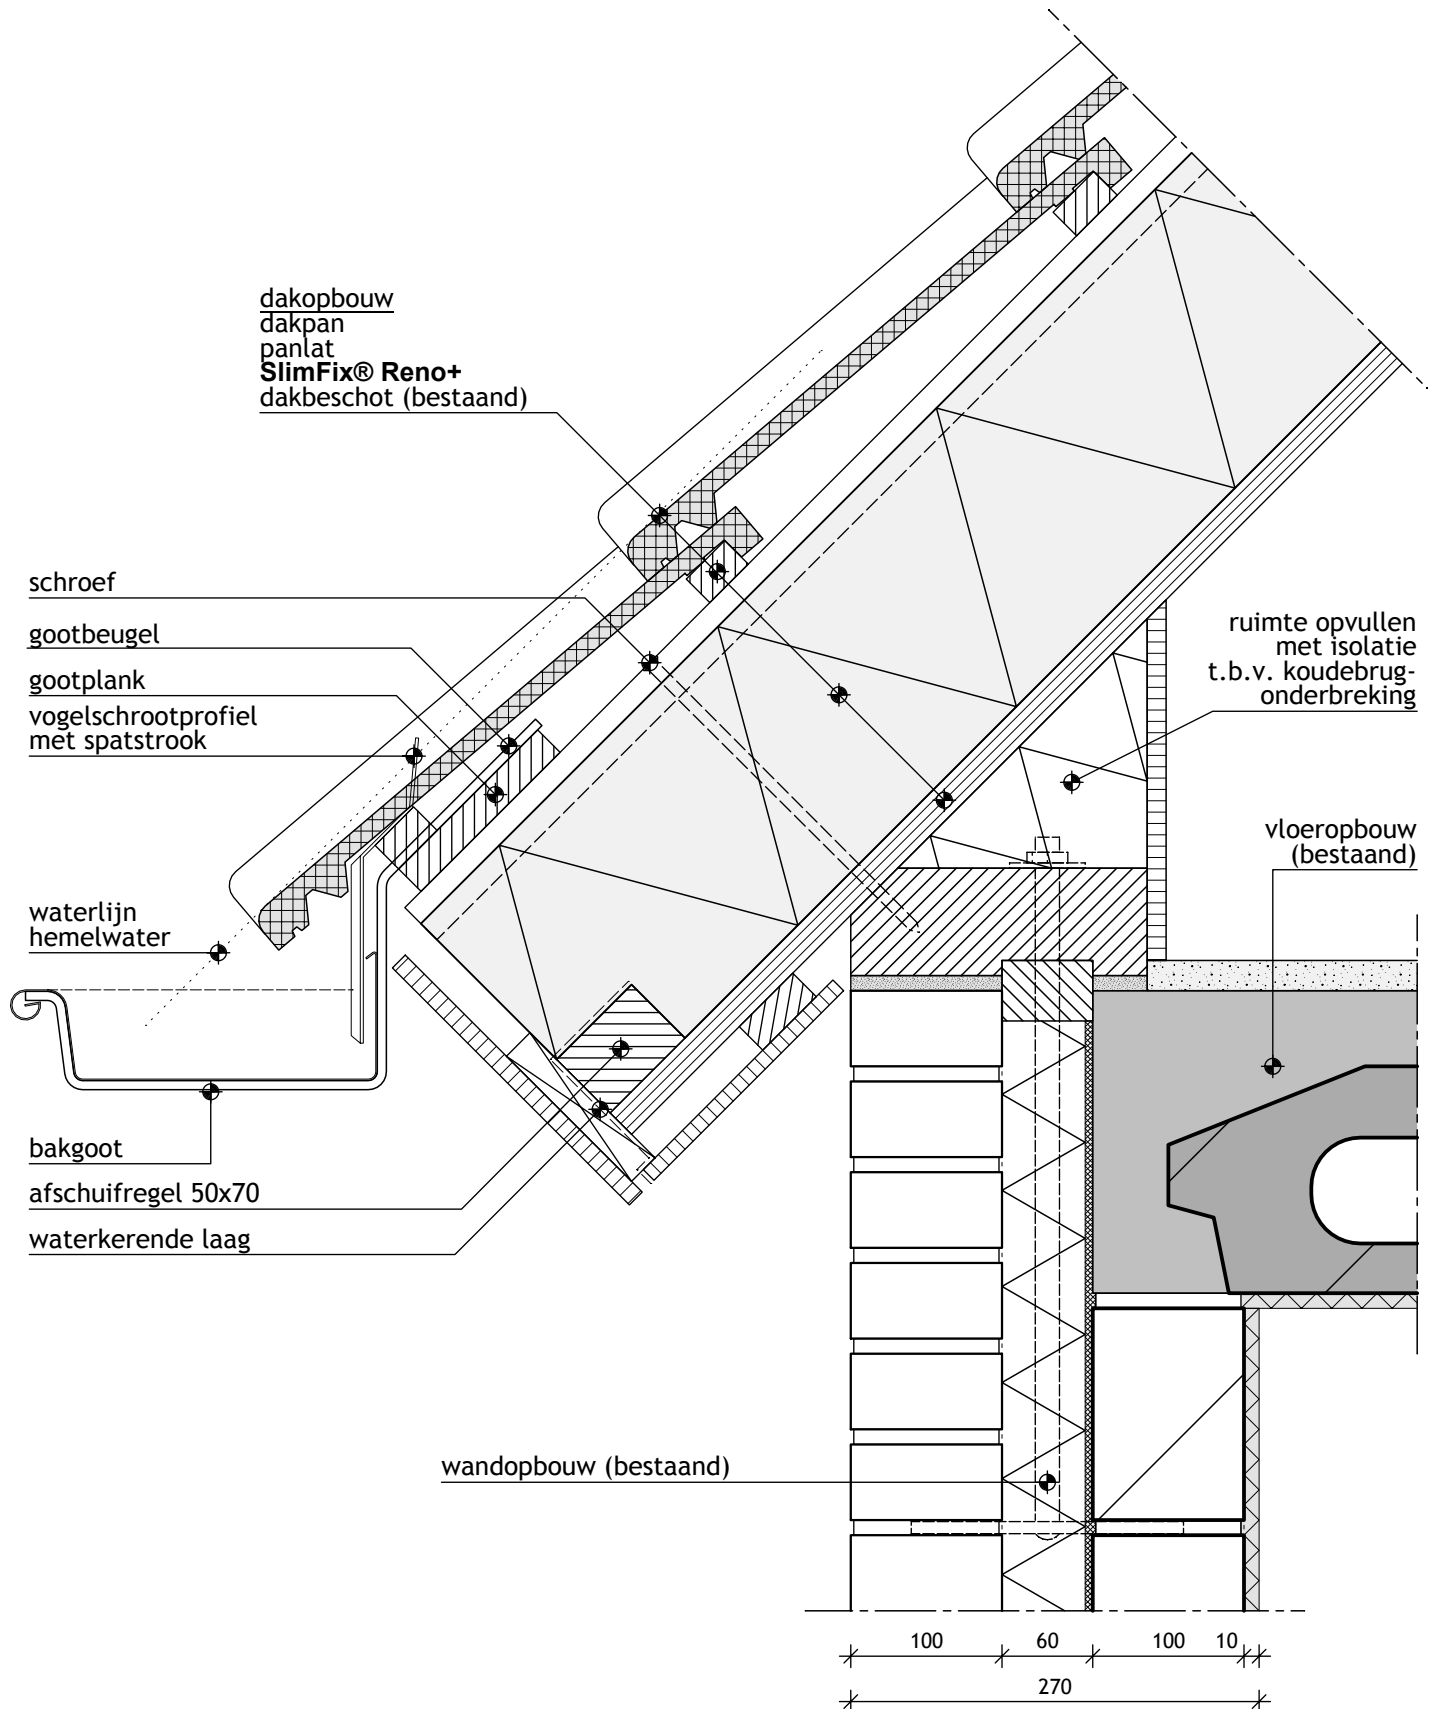 dakopbouw
dakpan
panlat
SlimFix® Reno+
dakbeschot (bestaand)
schroef
gootbeugel
gootplank
vogelschrootprofiel
met spatstrook
ruimte opvullen
met isolatie
t.b.v. koudebrug-
onderbreking
vloeropbouw
(bestaand)
waterlijn
hemelwater
bakgoot
afschuifregel 50x70
waterkerende laag
wandopbouw (bestaand)
100 60 100 10
270